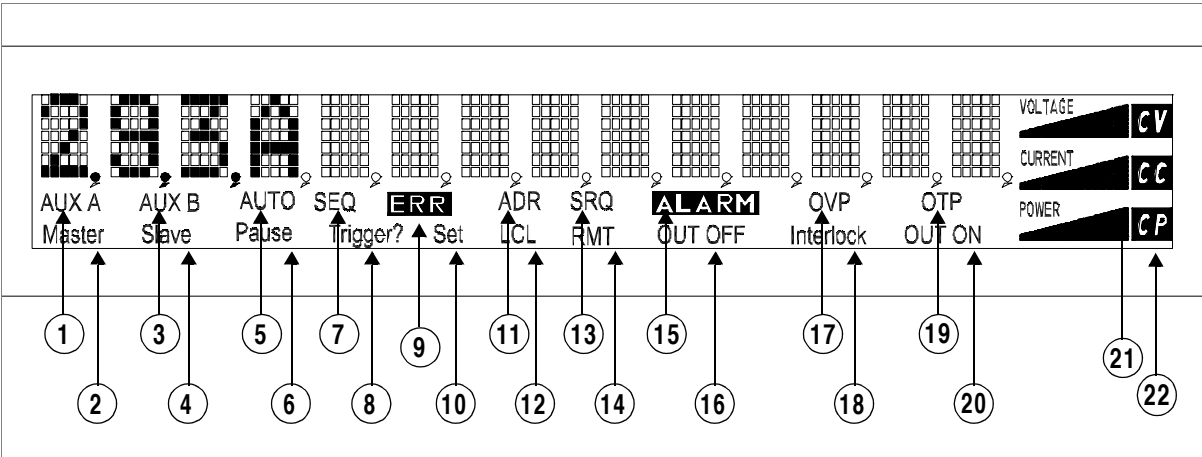 293A
VOLTAGE CV
CURRENT CC
POWER CP
AUX A AUX B AUTO SEQ ERR ADR SRQ ALARM OVP OTP
Master Slave Pause Trigger? Set LCL RMT OUT OFF Interlock OUT ON
1 3 5 7 9 11 13 15 17 19 21
2 4 6 8 10 12 14 16 18 20 22